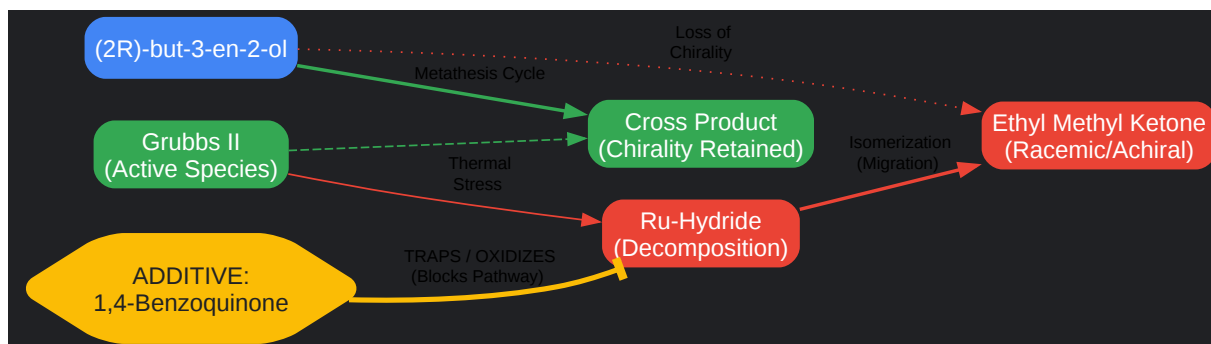 (2R)-but-3-en-2-ol
Loss of
Chirality
Metathesis Cycle
Grubbs II
(Active Species)
Cross Product
(Chirality Retained)
Ethyl Methyl Ketone
(Racemic/Achiral)
Isomerization
(Migration)
Thermal
Stress
Ru-Hydride
(Decomposition)
TRAPS / OXIDIZES
(Blocks Pathway)
ADDITIVE:
1,4-Benzoquinone